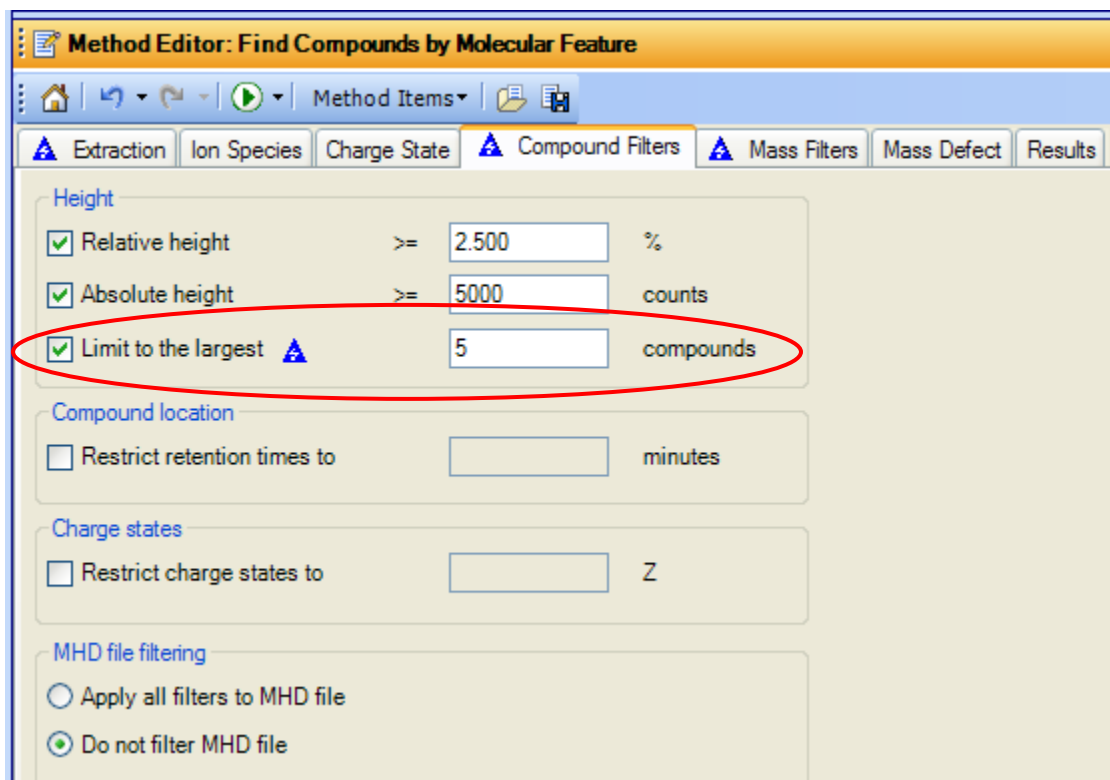 Method Editor: Find Compounds by Molecular Feature
Method Items
Extraction Ion Species Charge State Compound Filters Mass Filters Mass Defect Results
Height
Relative height >= 2.500 %
Absolute height >= 5000 counts
Limit to the largest 5 compounds
Compound location
Restrict retention times to minutes
Charge states
Restrict charge states to Z
MHD file filtering
Apply all filters to MHD file
Do not filter MHD file